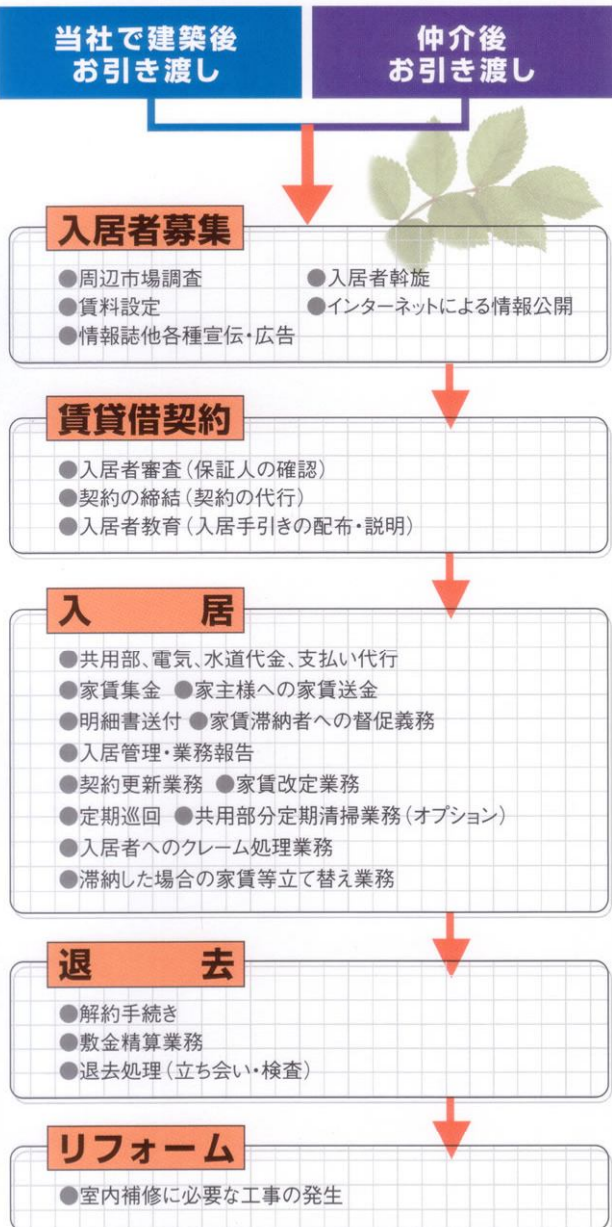 当社で建築後
お引き渡し
仲介後
お引き渡し
入居者募集
●周辺市場調査
●賃料設定
●情報誌他各種宣伝・広告
●入居者斡旋
●インターネットによる情報公開
賃貸借契約
●入居者審査(保証人の確認)
●契約の締結(契約の代行)
●入居者教育(入居手引きの配布・説明)
入 居
●共用部、電気、水道代金、支払い代行
●家賃集金 ●家主様への家賃送金
●明細書送付 ●家賃滞納者への督促義務
●入居管理・業務報告
●契約更新業務 ●家賃改定業務
●定期巡回 ●共用部分定期清掃業務(オプション)
●入居者へのクレーム処理業務
●滞納した場合の家賃等立て替え業務
退 去
●解約手続き
●敷金精算業務
●退去処理(立ち会い・検査)
リフォーム
●室内補修に必要な工事の発生